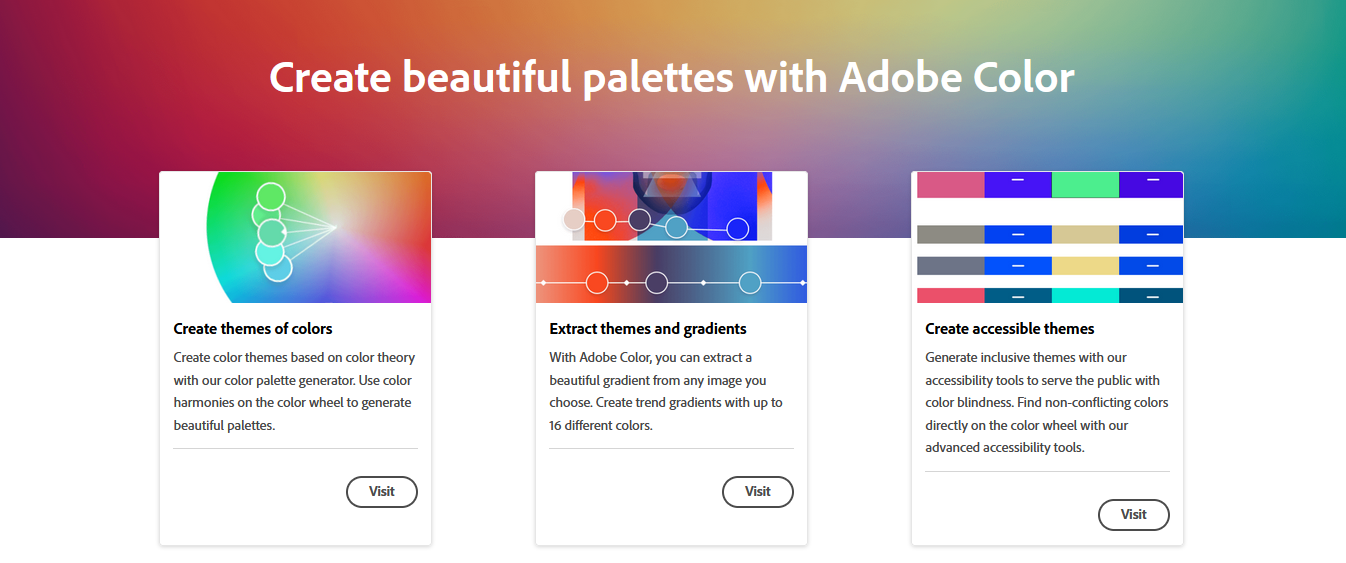 Create beautiful palettes with Adobe Color
Create themes of colors
Create color themes based on color theory
with our color palette generator. Use color
harmonies on the color wheel to generate
beautiful palettes.
Visit
Extract themes and gradients
With Adobe Color, you can extract a
beautiful gradient from any image you
choose. Create trend gradients with up to
16 different colors.
Visit
Create accessible themes
Generate inclusive themes with our
accessibility tools to serve the public with
color blindness. Find non-conflicting colors
directly on the color wheel with our
advanced accessibility tools.
Visit